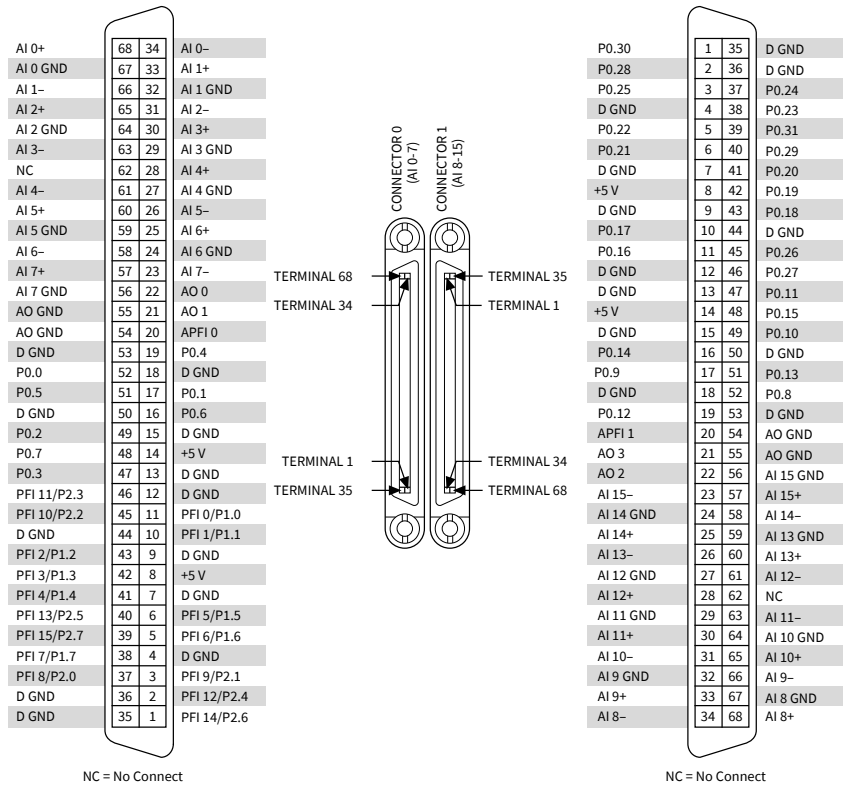 AI 0+ 68 34 AI 0–
AI 0 GND 67 33 AI 1+
AI 1– 66 32 AI 1 GND
AI 2+ 65 31 AI 2–
AI 2 GND 64 30 AI 3+
AI 3– 63 29 AI 3 GND
NC 62 28 AI 4+
AI 4– 61 27 AI 4 GND
AI 5+ 60 26 AI 5–
AI 5 GND 59 25 AI 6+
AI 6– 58 24 AI 6 GND
AI 7+ 57 23 AI 7–
AI 7 GND 56 22 AO 0
AO GND 55 21 AO 1
AO GND 54 20 APFI 0
D GND 53 19 P0.4
P0.0 52 18 D GND
P0.5 51 17 P0.1
D GND 50 16 P0.6
P0.2 49 15 D GND
P0.7 48 14 +5 V
P0.3 47 13 D GND
PFI 11/P2.3 46 12 D GND
PFI 10/P2.2 45 11 PFI 0/P1.0
D GND 44 10 PFI 1/P1.1
PFI 2/P1.2 43 9 D GND
PFI 3/P1.3 42 8 +5 V
PFI 4/P1.4 41 7 D GND
PFI 13/P2.5 40 6 PFI 5/P1.5
PFI 15/P2.7 39 5 PFI 6/P1.6
PFI 7/P1.7 38 4 D GND
PFI 8/P2.0 37 3 PFI 9/P2.1
D GND 36 2 PFI 12/P2.4
D GND 35 1 PFI 14/P2.6
NC = No Connect
CONNECTOR 0
(AI 0-7)
CONNECTOR 1
(AI 8-15)
TERMINAL 68
TERMINAL 35
TERMINAL 34
TERMINAL 1
TERMINAL 1
TERMINAL 34
TERMINAL 35
TERMINAL 68
P0.30 1 35 D GND
P0.28 2 36 D GND
P0.25 3 37 P0.24
D GND 4 38 P0.23
P0.22 5 39 P0.31
P0.21 6 40 P0.29
D GND 7 41 P0.20
+5 V 8 42 P0.19
D GND 9 43 P0.18
P0.17 10 44 D GND
P0.16 11 45 P0.26
D GND 12 46 P0.27
D GND 13 47 P0.11
+5 V 14 48 P0.15
D GND 15 49 P0.10
P0.14 16 50 D GND
P0.9 17 51 P0.13
D GND 18 52 P0.8
P0.12 19 53 D GND
APFI 1 20 54 AO GND
AO 3 21 55 AO GND
AO 2 22 56 AI 15 GND
AI 15– 23 57 AI 15+
AI 14 GND 24 58 AI 14–
AI 14+ 25 59 AI 13 GND
AI 13– 26 60 AI 13+
AI 12 GND 27 61 AI 12–
AI 12+ 28 62 NC
AI 11 GND 29 63 AI 11–
AI 11+ 30 64 AI 10 GND
AI 10– 31 65 AI 10+
AI 9 GND 32 66 AI 9–
AI 9+ 33 67 AI 8 GND
AI 8– 34 68 AI 8+
NC = No Connect